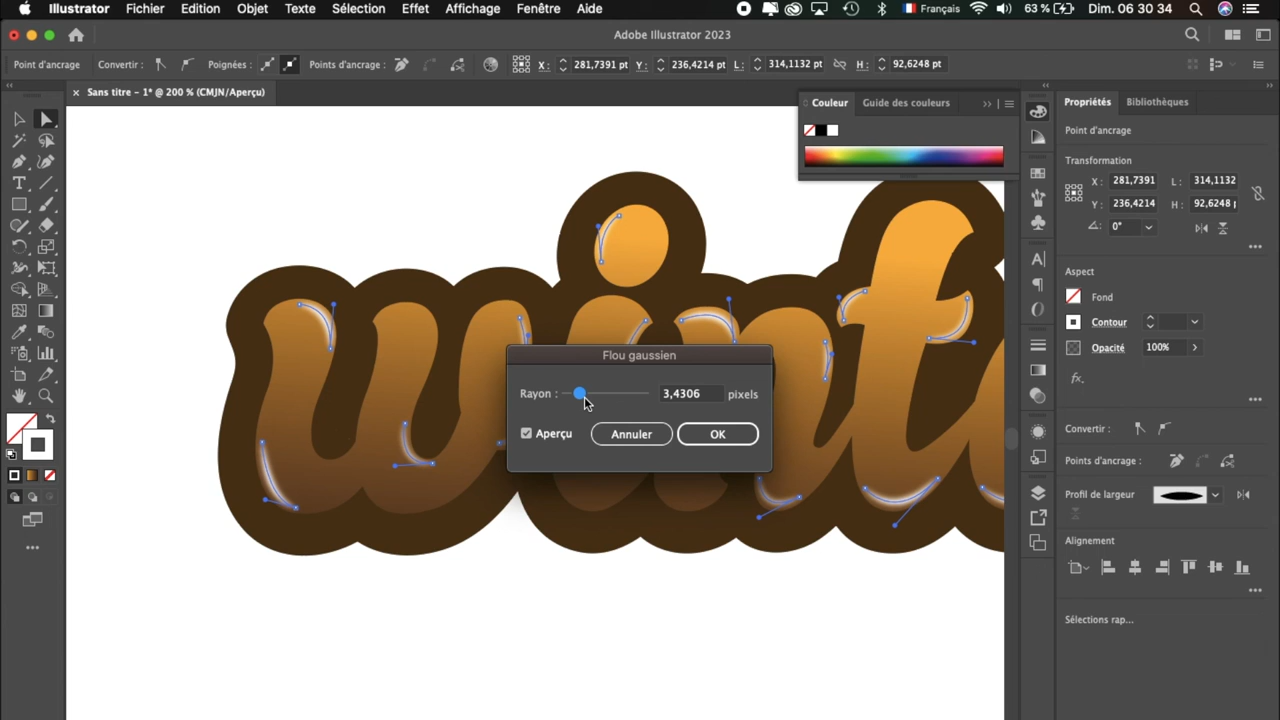 Illustrator Fichier Edition Objet Texte Sélection Effet Affichage Fenêtre Aide Français 63 % Dim. 06 30 34
Adobe Illustrator 2023
Point d'ancrage Convertir : Poignées : Points d'ancrage : X : 281,7391 pt Y : 236,4214 pt L : 314,1132 pt H : 92,6248 pt
× Sans titre - 1* @ 200 % (CMJN/Aperçu)
Couleur Guide des couleurs
Propriétés Bibliothèques
Point d'ancrage
Transformation
X : 281,7391 L : 314,1132
Y : 236,4214 H : 92,6248 p
0°
Aspect
Fond
Contour
Opacité 100%
fx.
Convertir :
Points d'ancrage :
Profil de largeur
Alignement
Sélections rap...
Flou gaussien
Rayon : 3,4306 pixels
Aperçu Annuler OK